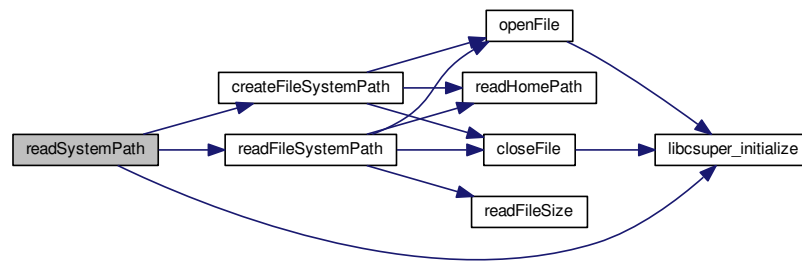 openFile
createFileSystemPath
readHomePath
readSystemPath
readFileSystemPath
closeFile
libcsuper_initialize
readFileSize